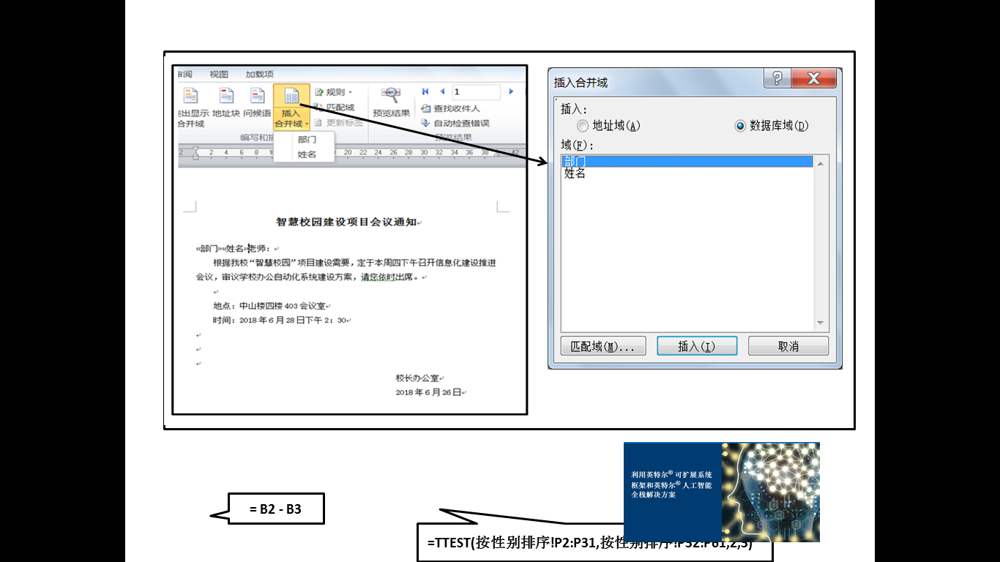 审阅 视图 加载项
突出显示 合并域
地址块 问候语
插入 合并域
规则
匹配域
更新标签
预览结果
1
查找收件人
自动检查错误
编写和插
预览结果
部门
姓名
2 2 4 6 8 20 22 24 26 28 30 32 34 36 38 42
智慧校园建设项目会议通知
«部门»«姓名»老师：
根据我校“智慧校园”项目建设需要，定于本周四下午召开信息化建设推进
会议，审议学校办公自动化系统建设方案，请您依时出席。
地点：中山楼四楼 403 会议室
时间：2018 年 6 月 28 日下午 2：30
校长办公室
2018 年 6 月 26 日
插入合并域
插入:
地址域(A) 数据库域(D)
域(F):
部门
姓名
匹配域(M)... 插入(I) 取消
利用英特尔® 可扩展系统
框架和英特尔® 人工智能
全栈解决方案
= B2 - B3
=TTEST(按性别排序!P2:P31,按性别排序!P32:P61,2,3)